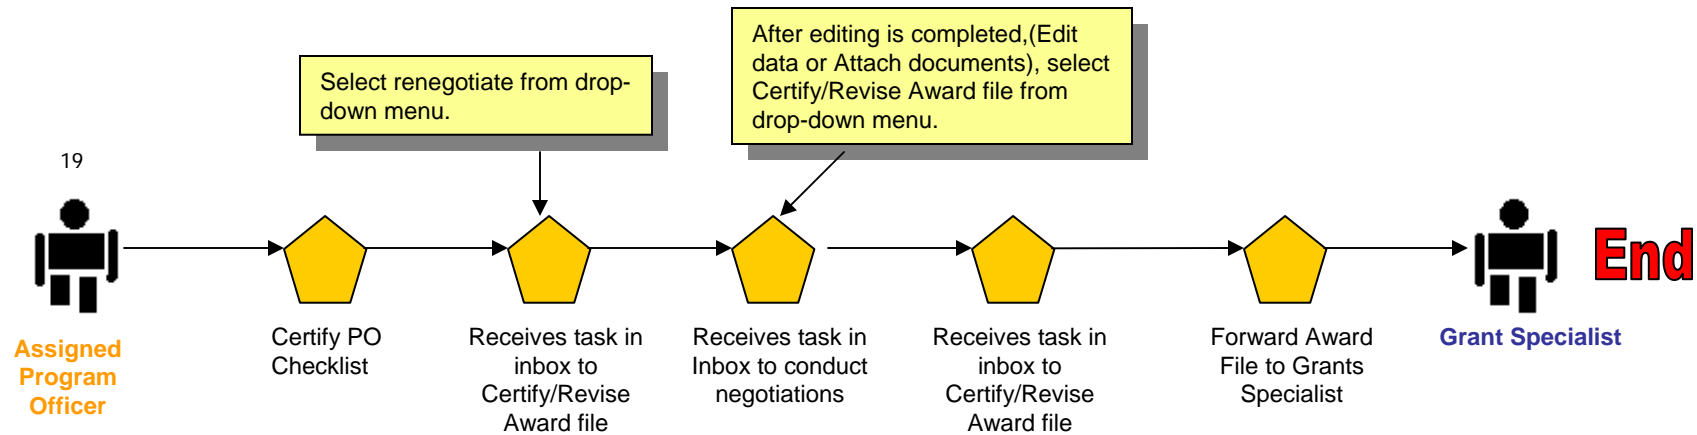 Select renegotiate from drop-
down menu.
After editing is completed,(Edit
data or Attach documents), select
Certify/Revise Award file from
drop-down menu.
19
End
Assigned
Program
Officer
Certify PO
Checklist
Receives task in
inbox to
Certify/Revise
Award file
Receives task in
Inbox to conduct
negotiations
Receives task in
inbox to
Certify/Revise
Award file
Forward Award
File to Grants
Specialist
Grant Specialist